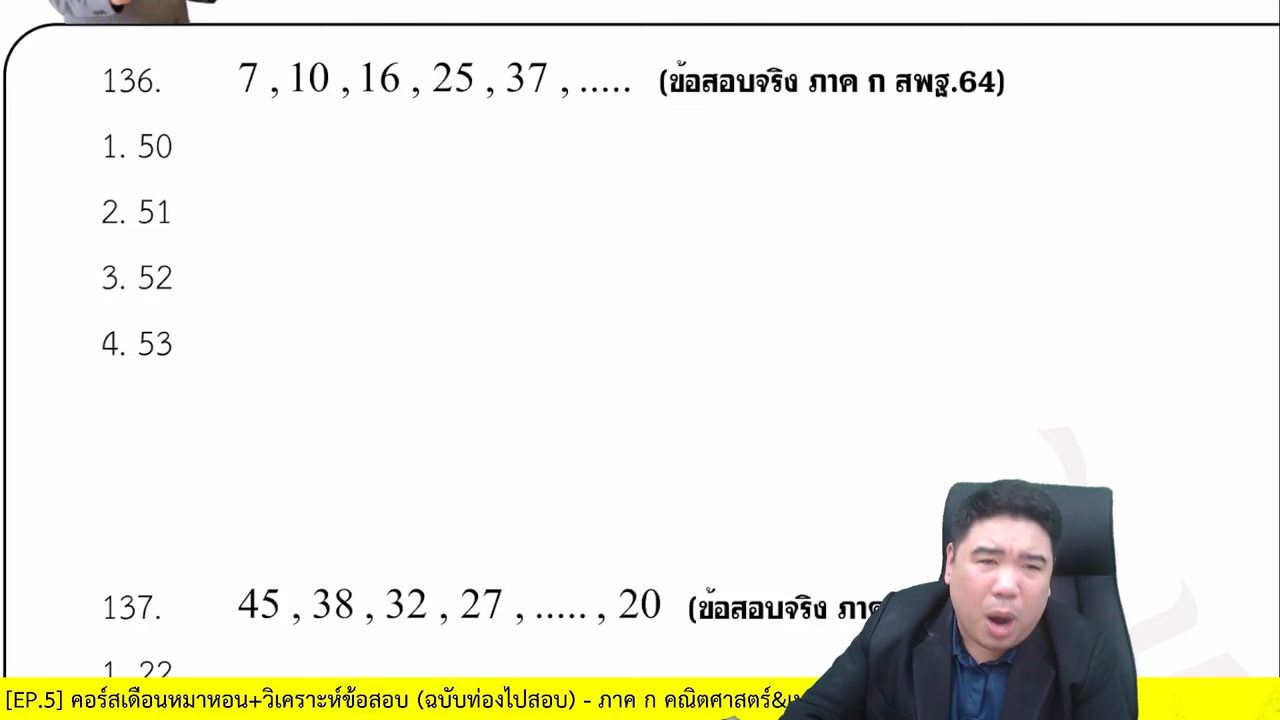 136. 7 , 10 , 16 , 25 , 37 , ..... (ข้อสอบจริง ภาค ก สพฐ.64)
1. 50
2. 51
3. 52
4. 53
137. 45 , 38 , 32 , 27 , ..... , 20 (ข้อสอบจริง
1. 22
[EP.5] คอร์สเดือนหมาหอน+วิเคราะห์ข้อสอบ (ฉบับท่องไปสอบ) - ภาค ก คณิตศาสตร์&